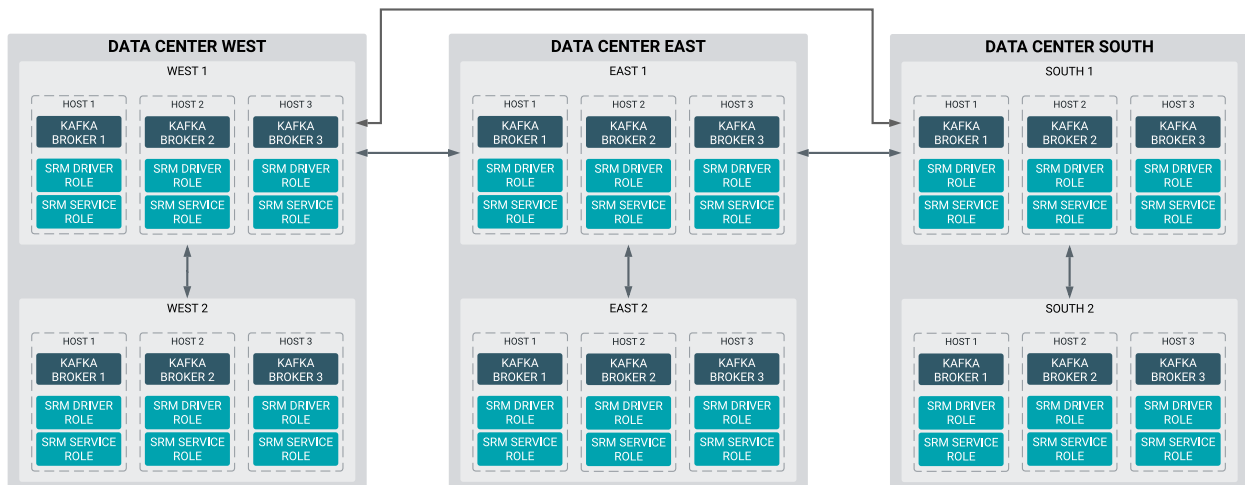 DATA CENTER WEST
WEST 1
HOST 1
KAFKA
BROKER 1
SRM DRIVER
ROLE
SRM SERVICE
ROLE
HOST 2
KAFKA
BROKER 2
SRM DRIVER
ROLE
SRM SERVICE
ROLE
HOST 3
KAFKA
BROKER 3
SRM DRIVER
ROLE
SRM SERVICE
ROLE
WEST 2
HOST 1
KAFKA
BROKER 1
SRM DRIVER
ROLE
SRM SERVICE
ROLE
HOST 2
KAFKA
BROKER 2
SRM DRIVER
ROLE
SRM SERVICE
ROLE
HOST 3
KAFKA
BROKER 3
SRM DRIVER
ROLE
SRM SERVICE
ROLE
DATA CENTER EAST
EAST 1
HOST 1
KAFKA
BROKER 1
SRM DRIVER
ROLE
SRM SERVICE
ROLE
HOST 2
KAFKA
BROKER 2
SRM DRIVER
ROLE
SRM SERVICE
ROLE
HOST 3
KAFKA
BROKER 3
SRM DRIVER
ROLE
SRM SERVICE
ROLE
EAST 2
HOST 1
KAFKA
BROKER 1
SRM DRIVER
ROLE
SRM SERVICE
ROLE
HOST 2
KAFKA
BROKER 2
SRM DRIVER
ROLE
SRM SERVICE
ROLE
HOST 3
KAFKA
BROKER 3
SRM DRIVER
ROLE
SRM SERVICE
ROLE
DATA CENTER SOUTH
SOUTH 1
HOST 1
KAFKA
BROKER 1
SRM DRIVER
ROLE
SRM SERVICE
ROLE
HOST 2
KAFKA
BROKER 2
SRM DRIVER
ROLE
SRM SERVICE
ROLE
HOST 3
KAFKA
BROKER 3
SRM DRIVER
ROLE
SRM SERVICE
ROLE
SOUTH 2
HOST 1
KAFKA
BROKER 1
SRM DRIVER
ROLE
SRM SERVICE
ROLE
HOST 2
KAFKA
BROKER 2
SRM DRIVER
ROLE
SRM SERVICE
ROLE
HOST 3
KAFKA
BROKER 3
SRM DRIVER
ROLE
SRM SERVICE
ROLE